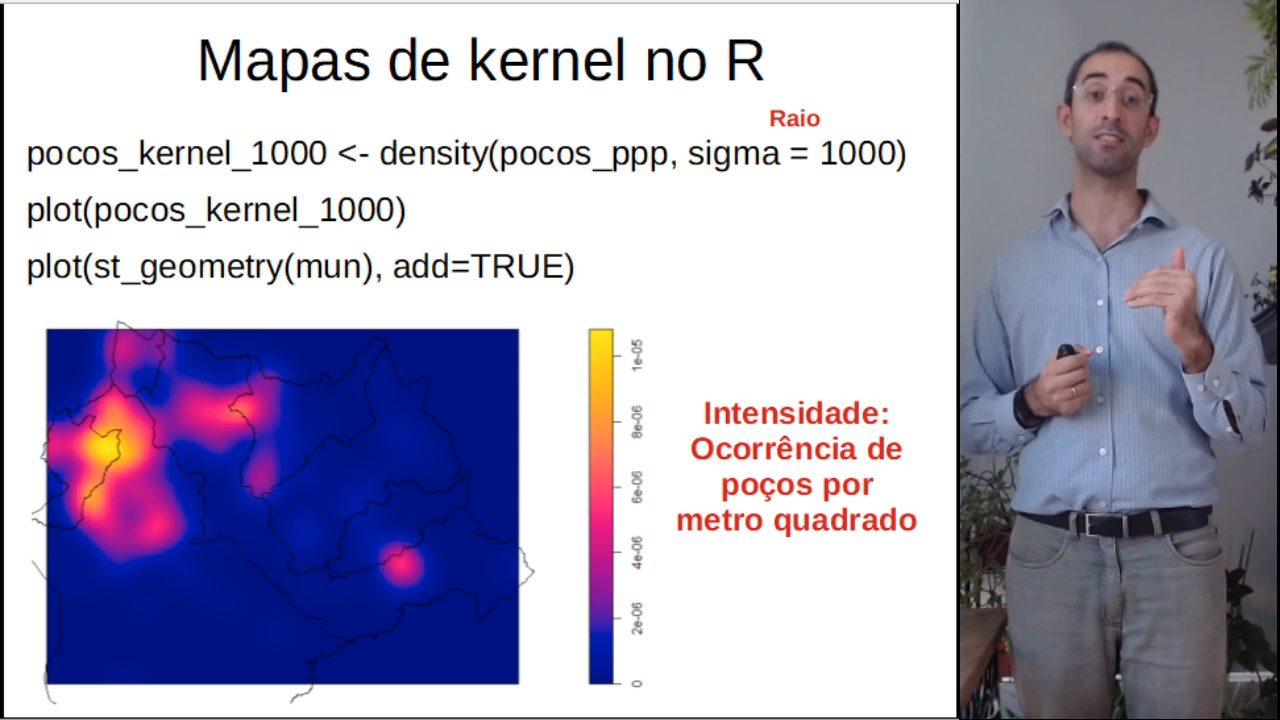 Mapas de kernel no R
Raio
pocos_kernel_1000 <- density(pocos_ppp, sigma = 1000)
plot(pocos_kernel_1000)
plot(st_geometry(mun), add=TRUE)
1e-05
8e-06
6e-06
4e-06
2e-06
0
Intensidade:
Ocorrência de
poços por
metro quadrado